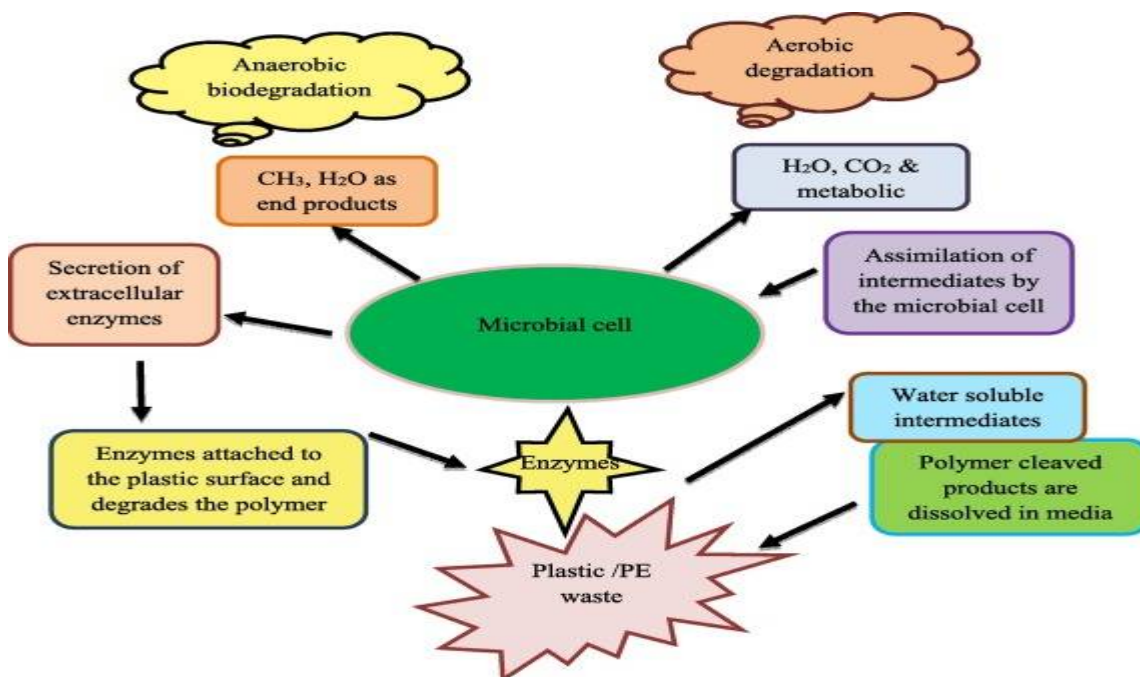 Anaerobic
biodegradation
Aerobic
degradation
CH₃, H₂O as
end products
H₂O, CO₂ &
metabolic
Secretion of
extracellular
enzymes
Microbial cell
Assimilation of
intermediates by
the microbial cell
Water soluble
intermediates
Enzymes attached to
the plastic surface and
degrades the polymer
Enzymes
Polymer cleaved
products are
dissolved in media
Plastic /PE
waste